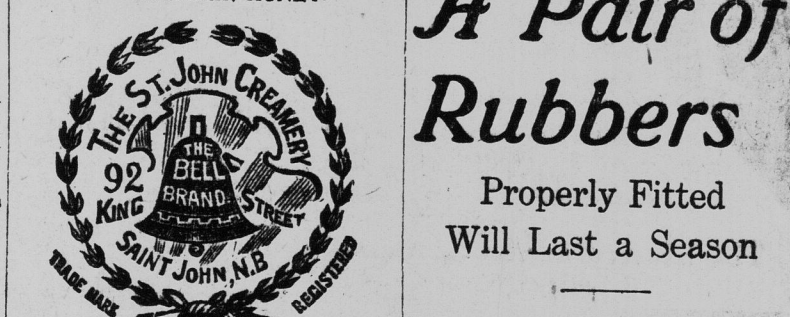 THE ST. JOHN CREAMERY
THE
BELL
BRAND
92
KING STREET
SAINT JOHN, N.B
TRADE MARK
REGISTERED
A Pair of
Rubbers
Properly Fitted
Will Last a Season